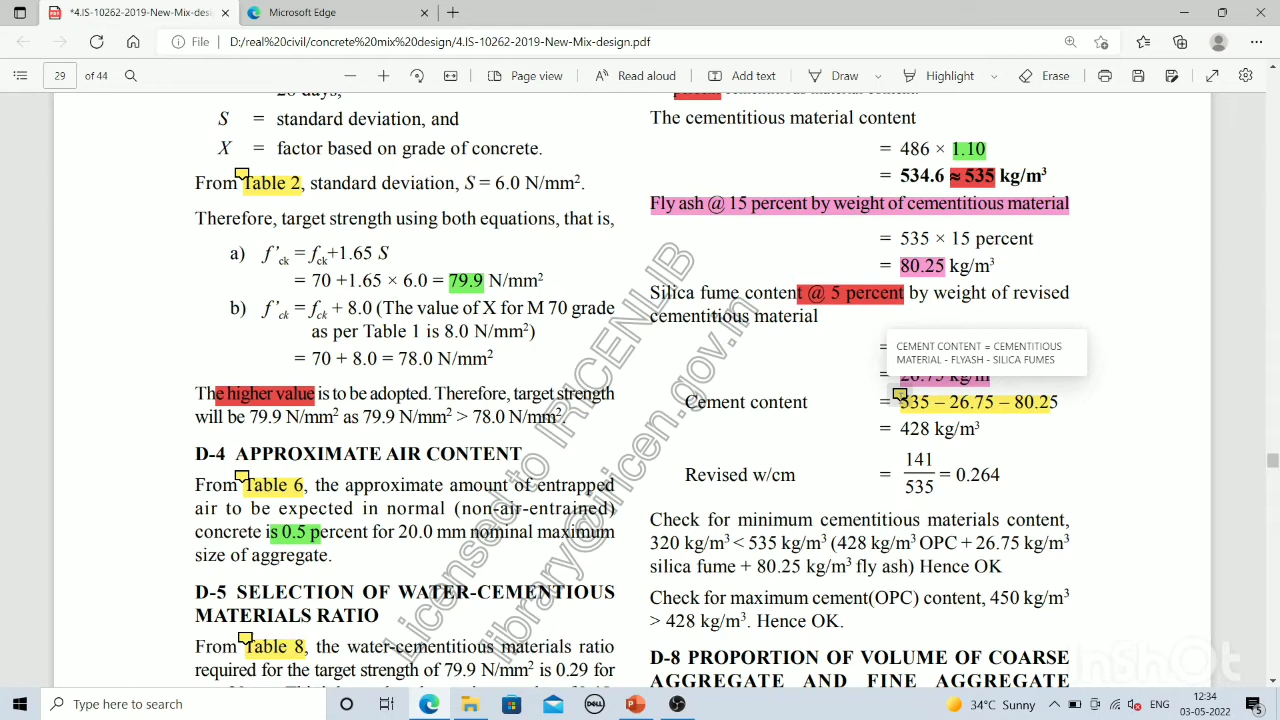 *4.IS-10262-2019-New-Mix-des
Microsoft Edge
File D:/real%20civil/concrete%20mix%20design/4.IS-10262-2019-New-Mix-design.pdf
29 of 44
Page view Read aloud Add text Draw Highlight Erase
28 days,
S = standard deviation, and
X = factor based on grade of concrete.
From Table 2, standard deviation, S = 6.0 N/mm².
Therefore, target strength using both equations, that is,
a) f'ck = fck+1.65 S
= 70 +1.65 × 6.0 = 79.9 N/mm²
b) f'ck = fck + 8.0 (The value of X for M 70 grade
as per Table 1 is 8.0 N/mm²)
= 70 + 8.0 = 78.0 N/mm²
The higher value is to be adopted. Therefore, target strength
will be 79.9 N/mm² as 79.9 N/mm² > 78.0 N/mm².
D-4 APPROXIMATE AIR CONTENT
From Table 6, the approximate amount of entrapped
air to be expected in normal (non-air-entrained)
concrete is 0.5 percent for 20.0 mm nominal maximum
size of aggregate.
D-5 SELECTION OF WATER-CEMENTIOUS
MATERIALS RATIO
From Table 8, the water-cementitious materials ratio
required for the target strength of 79.9 N/mm² is 0.29 for
The cementitious material content
= 486 × 1.10
= 534.6 ≈ 535 kg/m³
Fly ash @ 15 percent by weight of cementitious material
= 535 × 15 percent
= 80.25 kg/m³
Silica fume content @ 5 percent by weight of revised
cementitious material
=
CEMENT CONTENT = CEMENTITIOUS
MATERIAL - FLYASH - SILICA FUMES
= 26.75 kg/m³
Cement content = 535 – 26.75 – 80.25
= 428 kg/m³
Revised w/cm = 141/535 = 0.264
Check for minimum cementitious materials content,
320 kg/m³ < 535 kg/m³ (428 kg/m³ OPC + 26.75 kg/m³
silica fume + 80.25 kg/m³ fly ash) Hence OK
Check for maximum cement(OPC) content, 450 kg/m³
> 428 kg/m³. Hence OK.
D-8 PROPORTION OF VOLUME OF COARSE
AGGREGATE AND FINE AGGREGATE
Licensed to IRICENLIB
library@iricen.gov.in
InShOt
Type here to search
DELL
34°C Sunny
ENG
12:34
03-05-2022
5